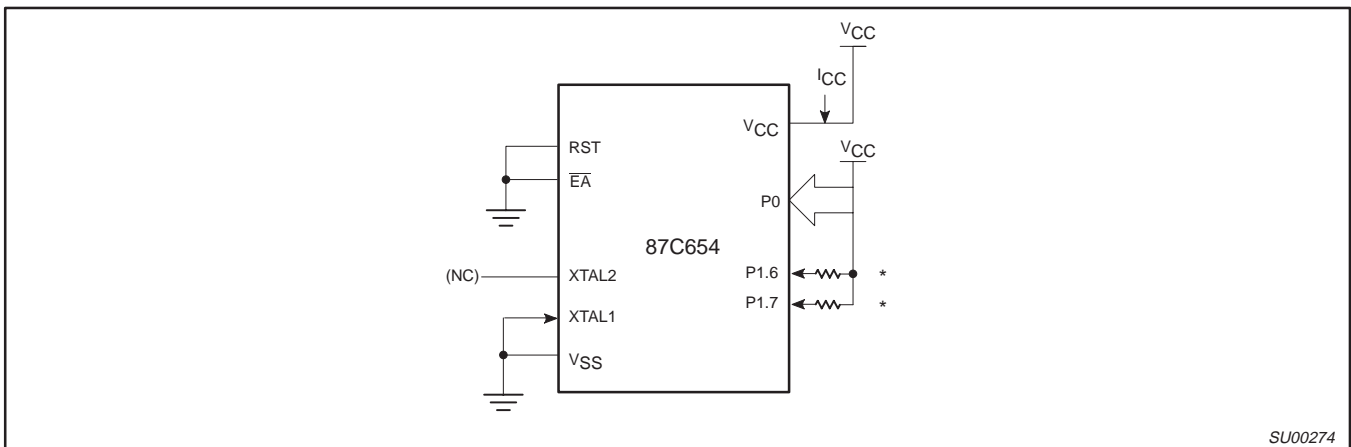 VCC
ICC
VCC
RST
EA
VCC
P0
87C654
(NC)
XTAL2
P1.6
*
P1.7
*
XTAL1
VSS
SU00274